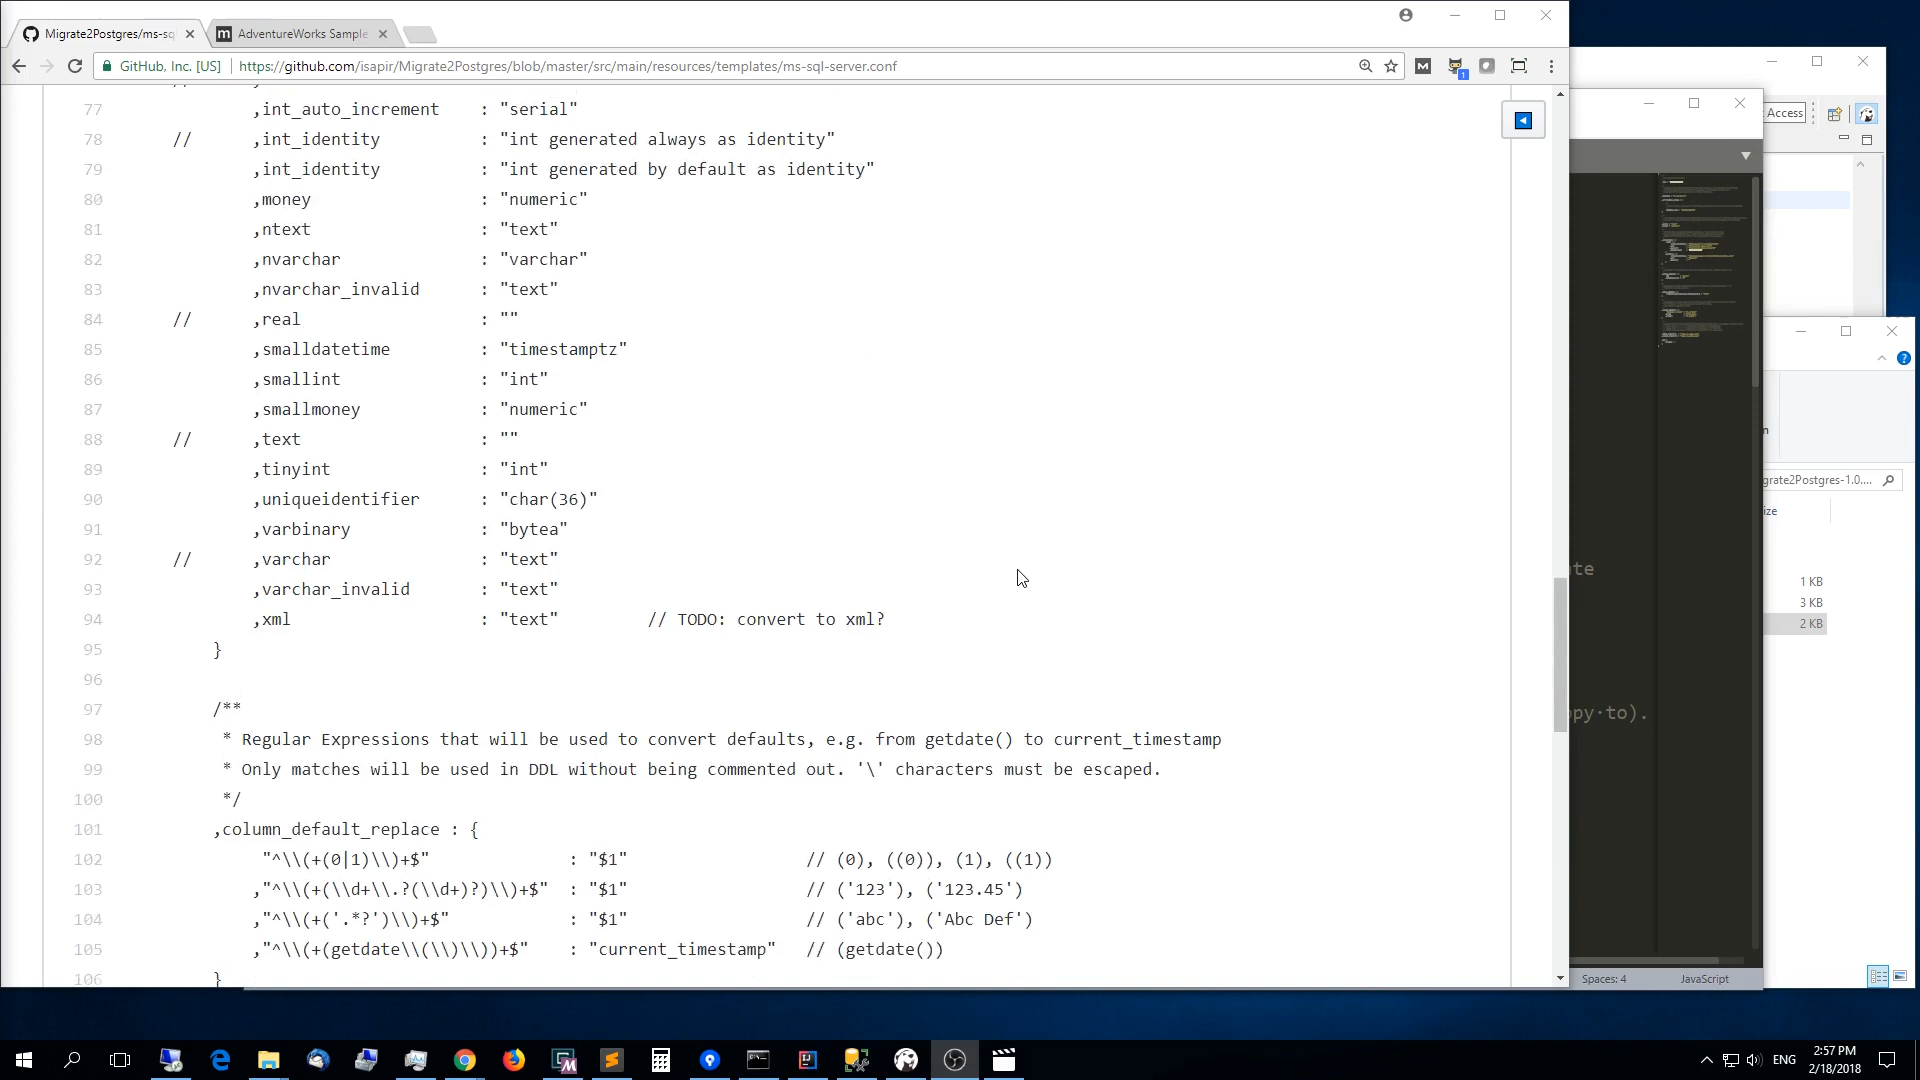 Migrate2Postgres/ms-sq
AdventureWorks Sample
GitHub, Inc. [US]
https://github.com/isapir/Migrate2Postgres/blob/master/src/main/resources/templates/ms-sql-server.conf
1
77 ,int_auto_increment : "serial"
78 // ,int_identity : "int generated always as identity"
79 ,int_identity : "int generated by default as identity"
80 ,money : "numeric"
81 ,ntext : "text"
82 ,nvarchar : "varchar"
83 ,nvarchar_invalid : "text"
84 // ,real : ""
85 ,smalldatetime : "timestamptz"
86 ,smallint : "int"
87 ,smallmoney : "numeric"
88 // ,text : ""
89 ,tinyint : "int"
90 ,uniqueidentifier : "char(36)"
91 ,varbinary : "bytea"
92 // ,varchar : "text"
93 ,varchar_invalid : "text"
94 ,xml : "text" // TODO: convert to xml?
95 }
96
97 /**
98 * Regular Expressions that will be used to convert defaults, e.g. from getdate() to current_timestamp
99 * Only matches will be used in DDL without being commented out. '\' characters must be escaped.
100 */
101 ,column_default_replace : {
102 "^\\(+(0|1)\\)+$" : "$1" // (0), ((0)), (1), ((1))
103 ,"^\\(+(\\d+\\.?(\\d+)?)\\)+$" : "$1" // ('123'), ('123.45')
104 ,"^\\(+('.*?')\\)+$" : "$1" // ('abc'), ('Abc Def')
105 ,"^\\(+(getdate\\(\\)\\))+$" : "current_timestamp" // (getdate())
106 }
Access
grate2Postgres-1.0....
ize
1 KB
3 KB
2 KB
opy·to).
Spaces: 4
JavaScript
ENG
2:57 PM
2/18/2018